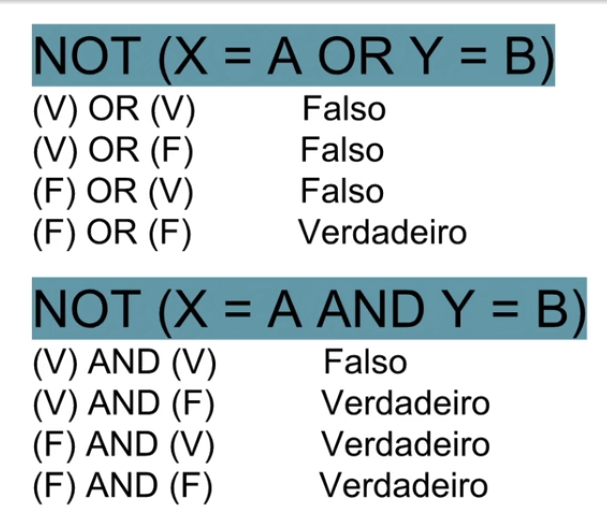 NOT (X = A OR Y = B)
(V) OR (V) Falso
(V) OR (F) Falso
(F) OR (V) Falso
(F) OR (F) Verdadeiro
NOT (X = A AND Y = B)
(V) AND (V) Falso
(V) AND (F) Verdadeiro
(F) AND (V) Verdadeiro
(F) AND (F) Verdadeiro